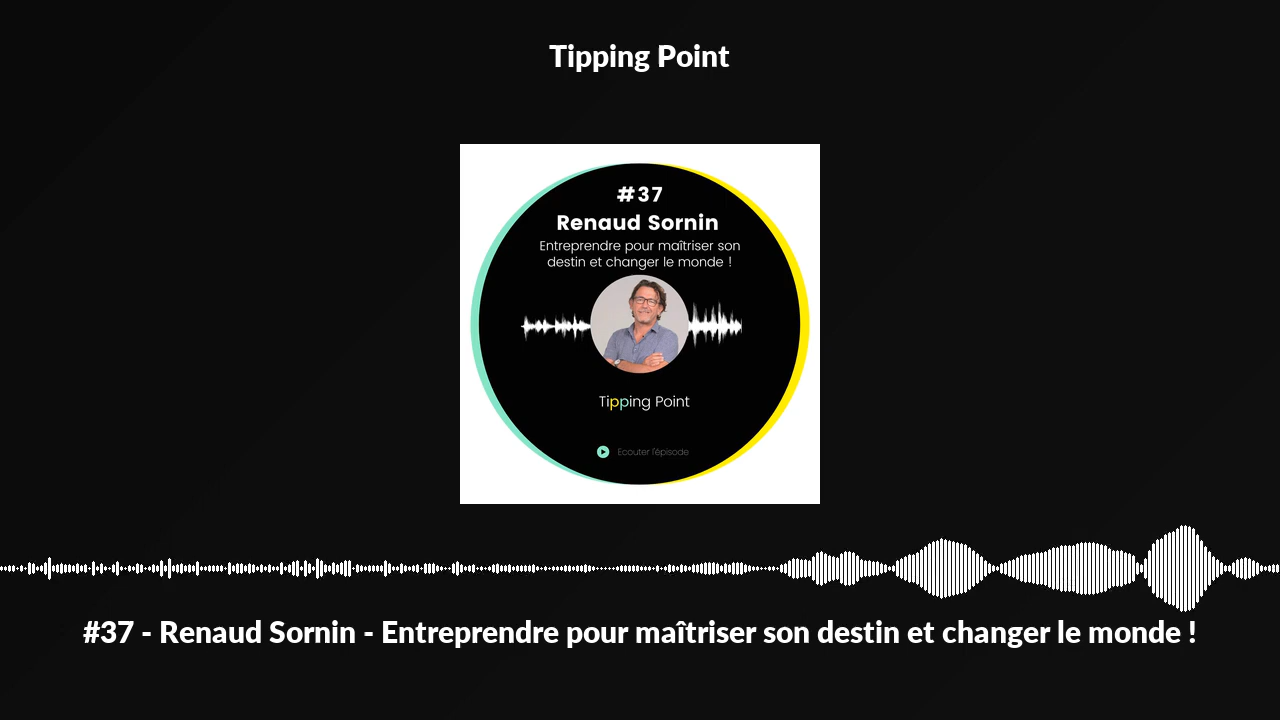 Tipping Point
#37
Renaud Sornin
Entreprendre pour maîtriser son
destin et changer le monde !
Tipping Point
Ecouter l'épisode
#37 - Renaud Sornin - Entreprendre pour maîtriser son destin et changer le monde !